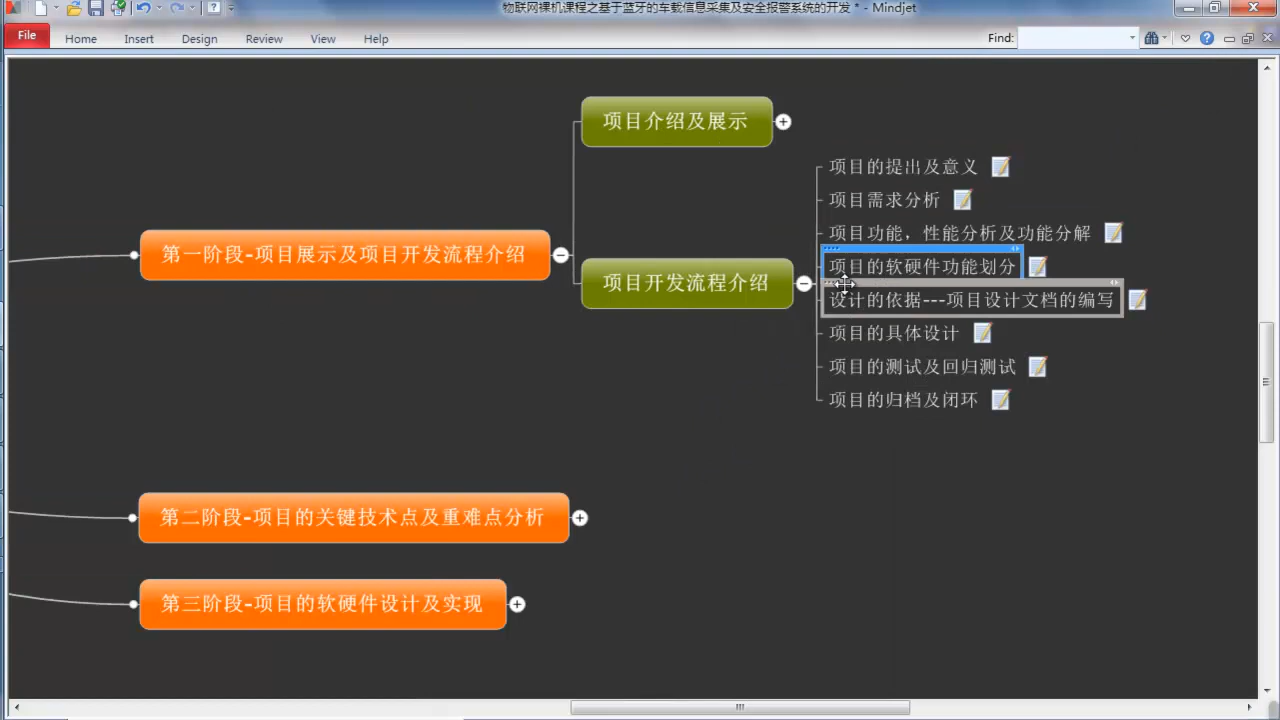 物联网裸机课程之基于蓝牙的车载信息采集及安全报警系统的开发 * - Mindjet
File
Home
Insert
Design
Review
View
Help
Find:
项目介绍及展示
项目的提出及意义
项目需求分析
项目功能，性能分析及功能分解
第一阶段-项目展示及项目开发流程介绍
项目的软硬件功能划分
项目开发流程介绍
设计的依据---项目设计文档的编写
项目的具体设计
项目的测试及回归测试
项目的归档及闭环
第二阶段-项目的关键技术点及重难点分析
第三阶段-项目的软硬件设计及实现